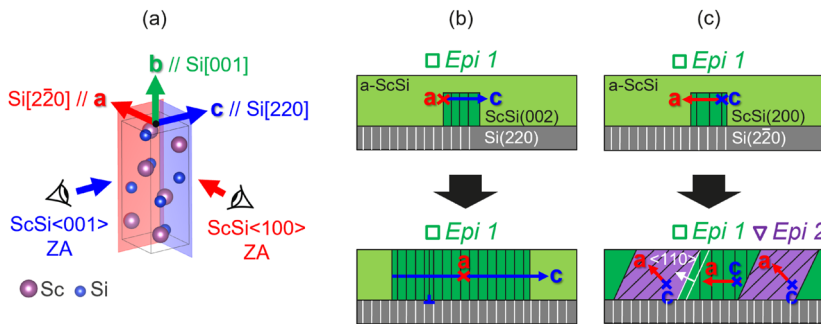 (a)
b // Si[001]
Si[22̅0] // a
c // Si[220]
ScSi<001>
ZA
ScSi<100>
ZA
Sc
Si
(b)
Epi 1
a-ScSi
a
c
ScSi(002)
Si(220)
Epi 1
a
c
(c)
Epi 1
a
c
ScSi(200)
Si(22̅0)
Epi 1
Epi 2
a
<110>
a
c
a
c
c